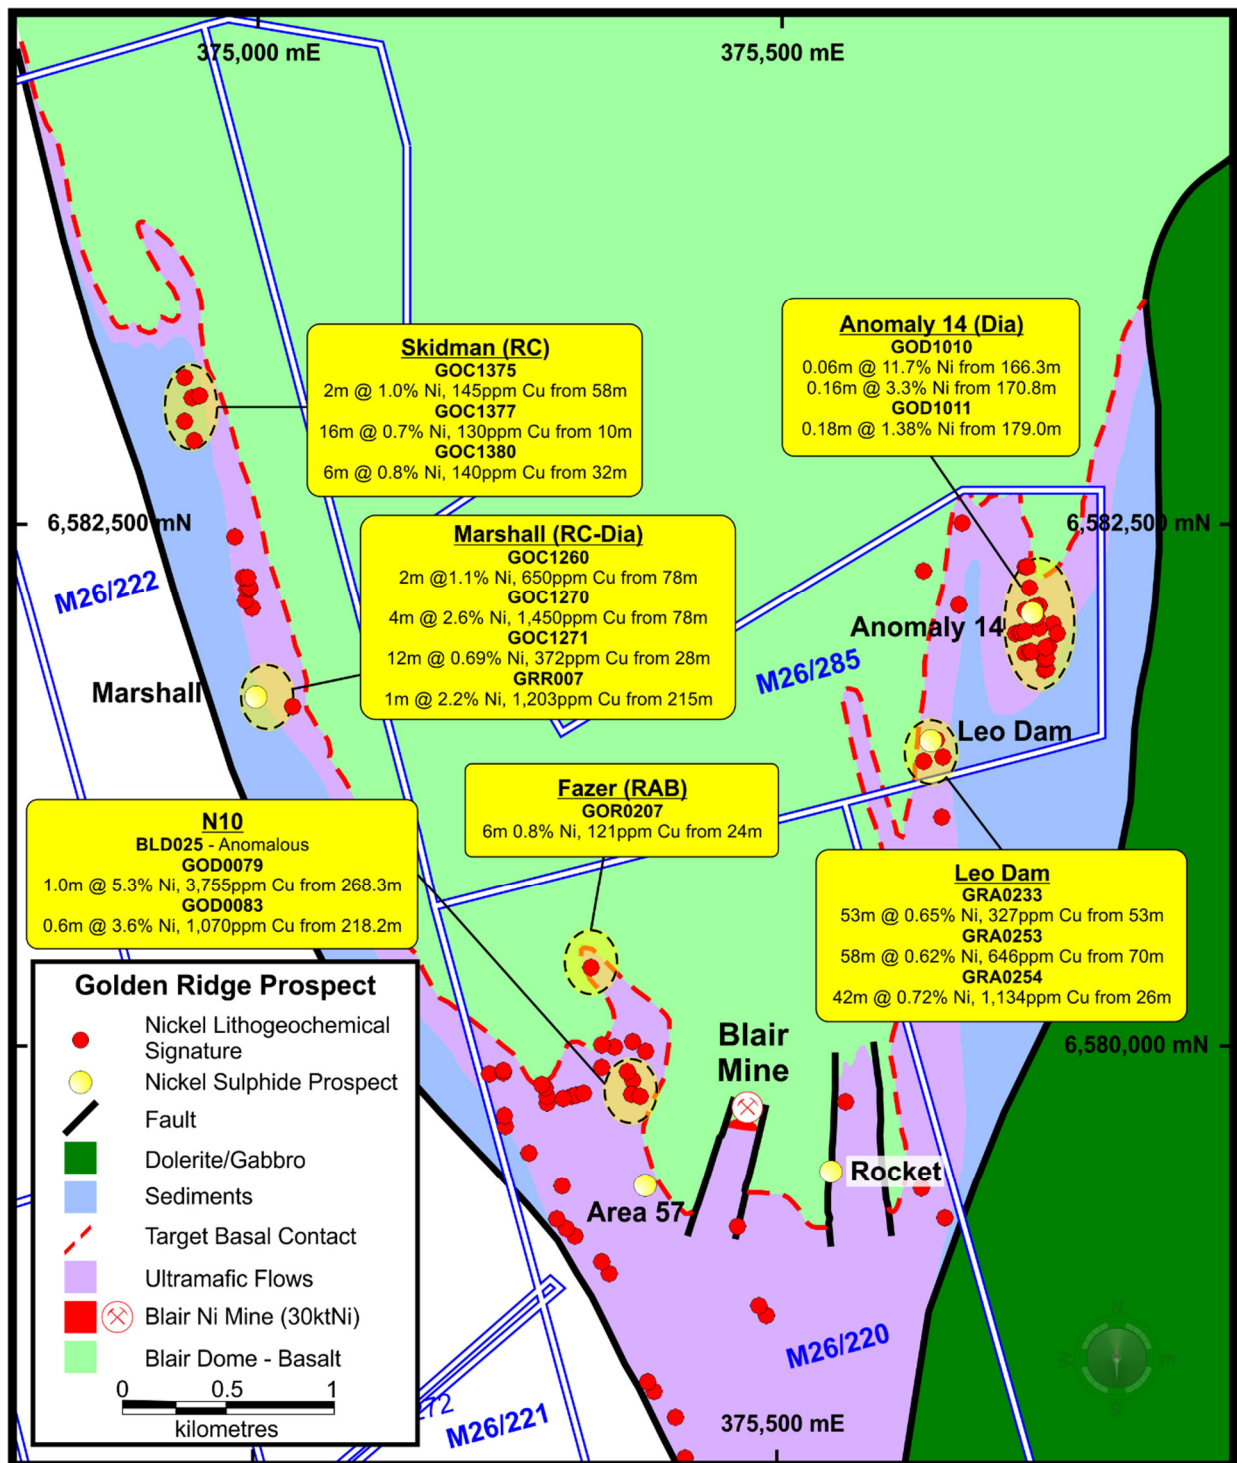 375,000 mE
375,500 mE
Anomaly 14 (Dia)
GOD1010
0.06m @ 11.7% Ni from 166.3m
0.16m @ 3.3% Ni from 170.8m
GOD1011
0.18m @ 1.38% Ni from 179.0m
Skidman (RC)
GOC1375
2m @ 1.0% Ni, 145ppm Cu from 58m
GOC1377
16m @ 0.7% Ni, 130ppm Cu from 10m
GOC1380
6m @ 0.8% Ni, 140ppm Cu from 32m
6,582,500 mN
6,582,500 mN
Marshall (RC-Dia)
GOC1260
2m @1.1% Ni, 650ppm Cu from 78m
GOC1270
4m @ 2.6% Ni, 1,450ppm Cu from 78m
GOC1271
12m @ 0.69% Ni, 372ppm Cu from 28m
GRR007
1m @ 2.2% Ni, 1,203ppm Cu from 215m
M26/222
Anomaly 14
M26/285
Marshall
Leo Dam
Fazer (RAB)
GOR0207
6m 0.8% Ni, 121ppm Cu from 24m
N10
BLD025 - Anomalous
GOD0079
1.0m @ 5.3% Ni, 3,755ppm Cu from 268.3m
GOD0083
0.6m @ 3.6% Ni, 1,070ppm Cu from 218.2m
Leo Dam
GRA0233
53m @ 0.65% Ni, 327ppm Cu from 53m
GRA0253
58m @ 0.62% Ni, 646ppm Cu from 70m
GRA0254
42m @ 0.72% Ni, 1,134ppm Cu from 26m
6,580,000 mN
Blair
Mine
Rocket
Area 57
Golden Ridge Prospect
Nickel Lithogeochemical
Signature
Nickel Sulphide Prospect
Fault
Dolerite/Gabbro
Sediments
Target Basal Contact
Ultramafic Flows
Blair Ni Mine (30ktNi)
Blair Dome - Basalt
0 0.5 1
kilometres
M26/220
M26/221
375,500 mE
N
W
S